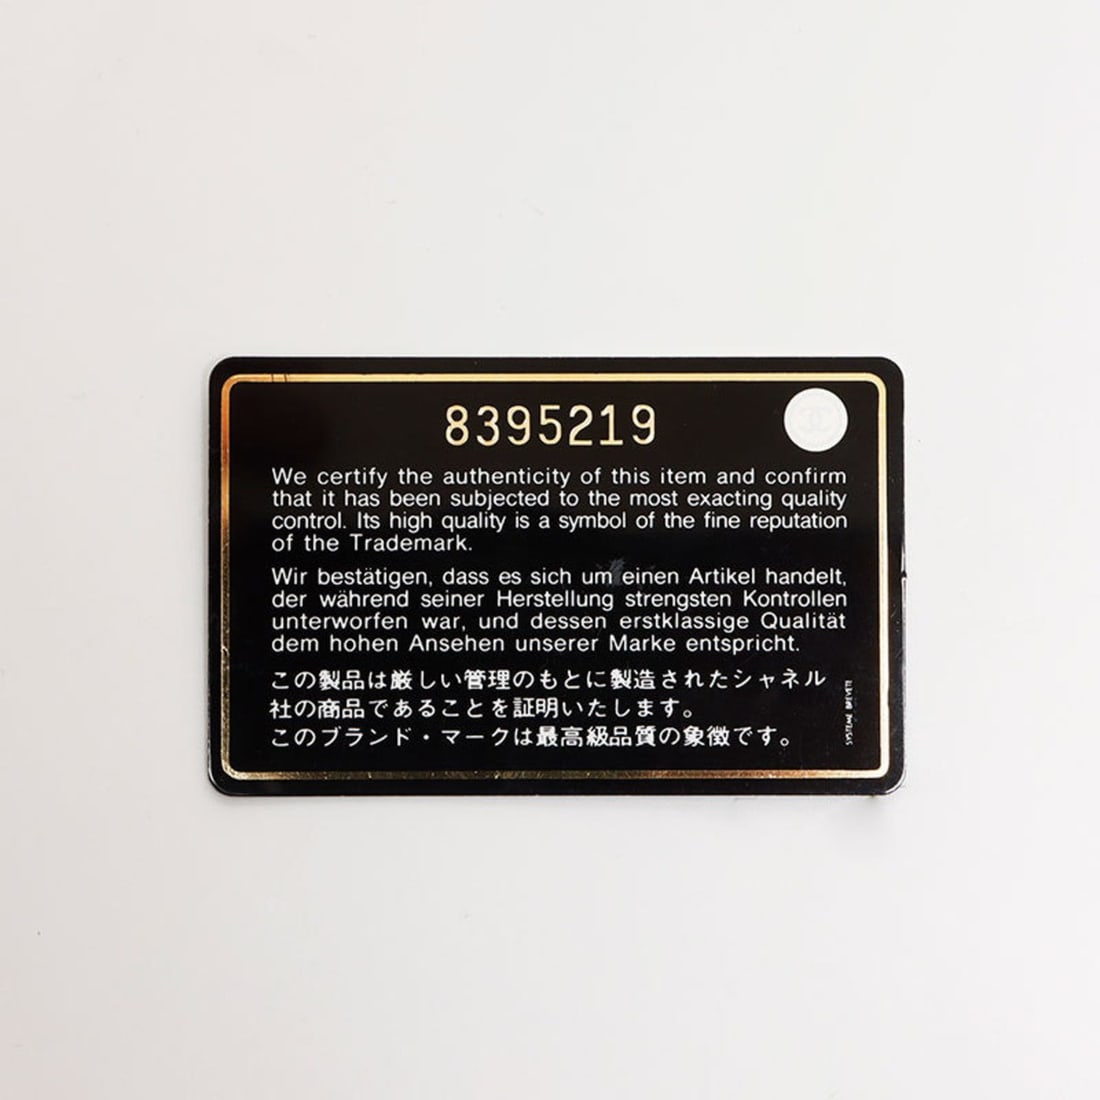 8395219
We certify the authenticity of this item and confirm
that it has been subjected to the most exacting quality
control. Its high quality is a symbol of the fine reputation
of the Trademark.
Wir bestätigen, dass es sich um einen Artikel handelt,
der während seiner Herstellung strengsten Kontrollen
unterworfen war, und dessen erstklassige Qualität
dem hohen Ansehen unserer Marke entspricht.
この製品は厳しい管理のもとに製造されたシャネル
社の商品であることを証明いたします。
このブランド・マークは最高級品質の象徴です。
SYSTEME BREVETE